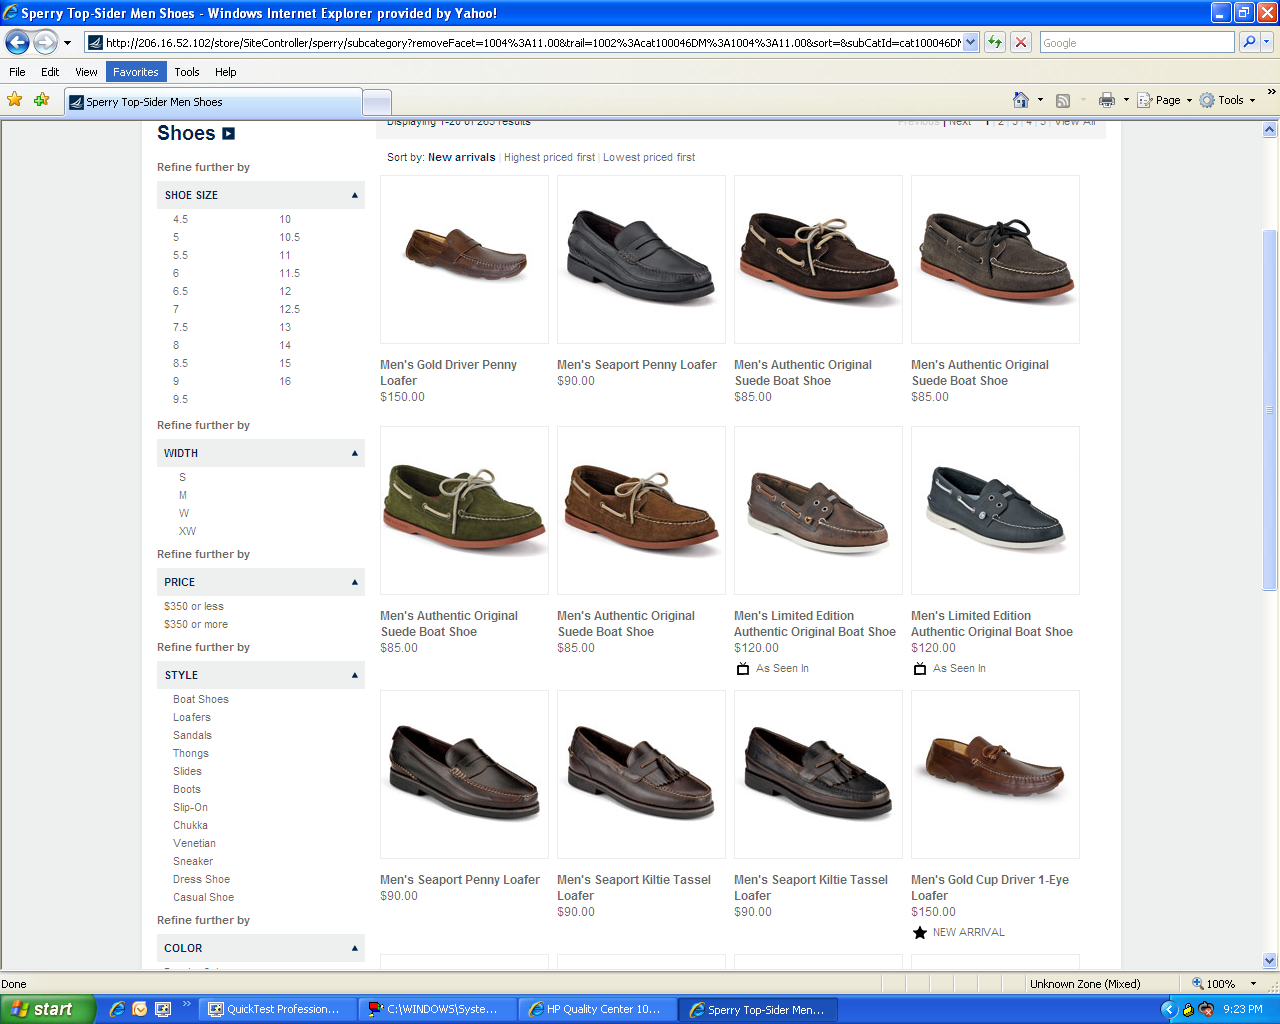 Sperry Top-Sider Men Shoes - Windows Internet Explorer provided by Yahoo!
http://206.16.52.102/store/SiteController/sperry/subcategory?removeFacet=1004%3A11.00&trail=1002%3Acat100046DM%3A1004%3A11.00&sort=&subCatId=cat100046DM
Google
File Edit View Favorites Tools Help
Sperry Top-Sider Men Shoes
Page Tools
Shoes
Displaying 1-20 of 263 results
Previous | Next 1 | 2 | 3 | 4 | 5 | View All
Sort by: New arrivals | Highest priced first | Lowest priced first
Refine further by
SHOE SIZE
4.5 10
5 10.5
5.5 11
6 11.5
6.5 12
7 12.5
7.5 13
8 14
8.5 15
9 16
9.5
Refine further by
WIDTH
S
M
W
XW
Refine further by
PRICE
$350 or less
$350 or more
Refine further by
STYLE
Boat Shoes
Loafers
Sandals
Thongs
Slides
Boots
Slip-On
Chukka
Venetian
Sneaker
Dress Shoe
Casual Shoe
Refine further by
COLOR
Men's Gold Driver Penny
Loafer
$150.00
Men's Seaport Penny Loafer
$90.00
Men's Authentic Original
Suede Boat Shoe
$85.00
Men's Authentic Original
Suede Boat Shoe
$85.00
Men's Authentic Original
Suede Boat Shoe
$85.00
Men's Authentic Original
Suede Boat Shoe
$85.00
Men's Limited Edition
Authentic Original Boat Shoe
$120.00
As Seen In
Men's Limited Edition
Authentic Original Boat Shoe
$120.00
As Seen In
Men's Seaport Penny Loafer
$90.00
Men's Seaport Kiltie Tassel
Loafer
$90.00
Men's Seaport Kiltie Tassel
Loafer
$90.00
Men's Gold Cup Driver 1-Eye
Loafer
$150.00
NEW ARRIVAL
Done
Unknown Zone (Mixed)
100%
start
QuickTest Profession...
C:\WINDOWS\Syste...
HP Quality Center 10...
Sperry Top-Sider Men...
9:23 PM